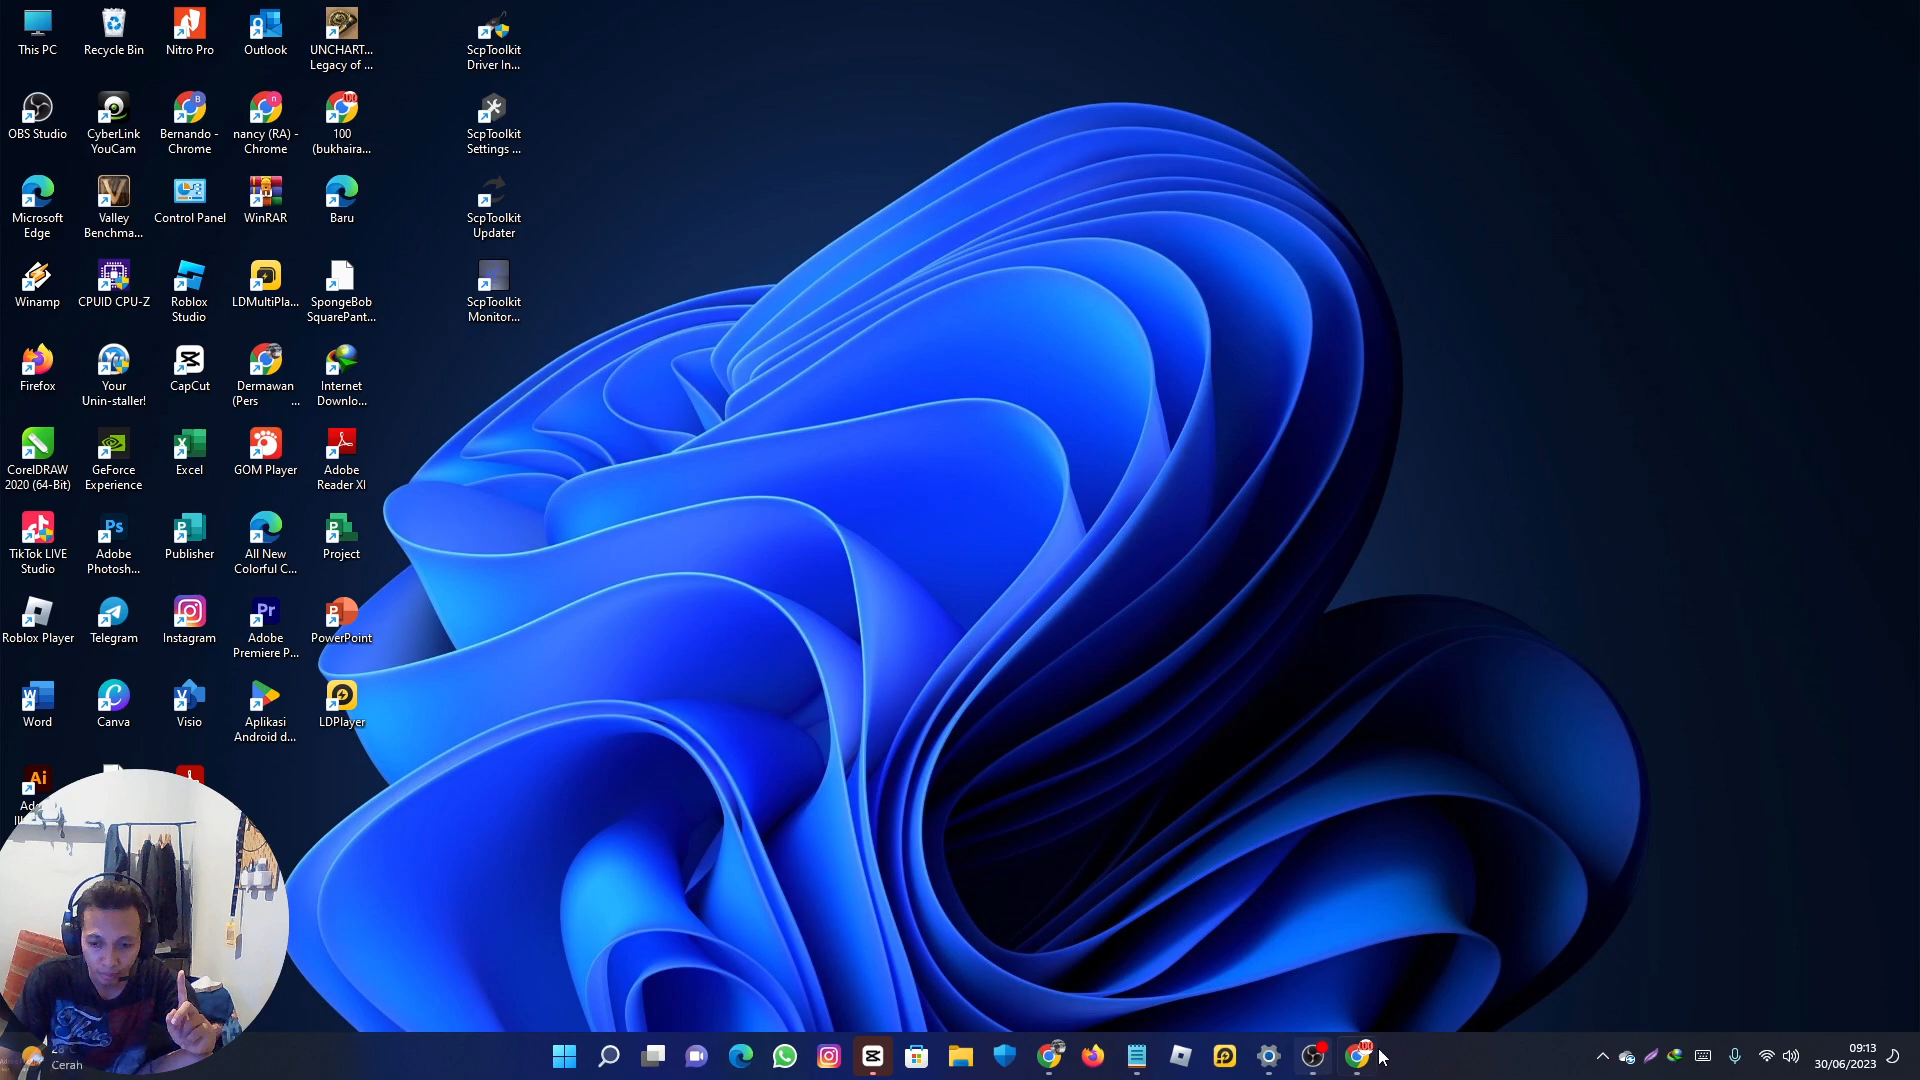 This PC
Recycle Bin
Nitro Pro
Outlook
UNCHART...
Legacy of ...
ScpToolkit
Driver In...
OBS Studio
CyberLink
YouCam
Bernando -
Chrome
nancy (RA) -
Chrome
100
(bukhaira...
ScpToolkit
Settings ...
Microsoft
Edge
Valley
Benchma...
Control Panel
WinRAR
Baru
ScpToolkit
Updater
Winamp
CPUID CPU-Z
Roblox
Studio
LDMultiPla...
SpongeBob
SquarePant...
ScpToolkit
Monitor...
Firefox
Your
Unin-staller!
CapCut
Dermawan
(Pers ...
Internet
Downlo...
CorelDRAW
2020 (64-Bit)
GeForce
Experience
Excel
GOM Player
Adobe
Reader XI
TikTok LIVE
Studio
Adobe
Photosh...
Publisher
All New
Colorful C...
Project
Roblox Player
Telegram
Instagram
Adobe
Premiere P...
PowerPoint
Word
Canva
Visio
Aplikasi
Android d...
LDPlayer
Cerah
09:13
30/06/2023